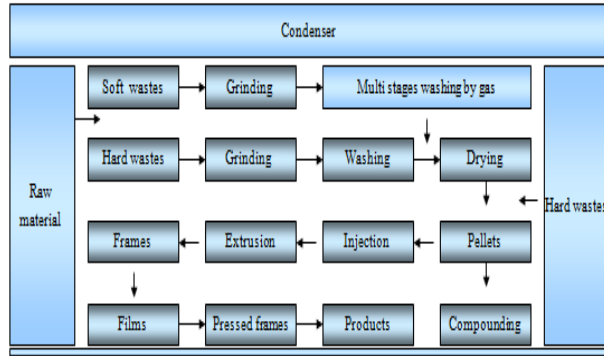 Condenser
Soft wastes
Grinding
Multi stages washing by gas
Hard wastes
Grinding
Washing
Drying
Raw
material
Hard wastes
Frames
Extrusion
Injection
Pellets
Films
Pressed frames
Products
Compounding